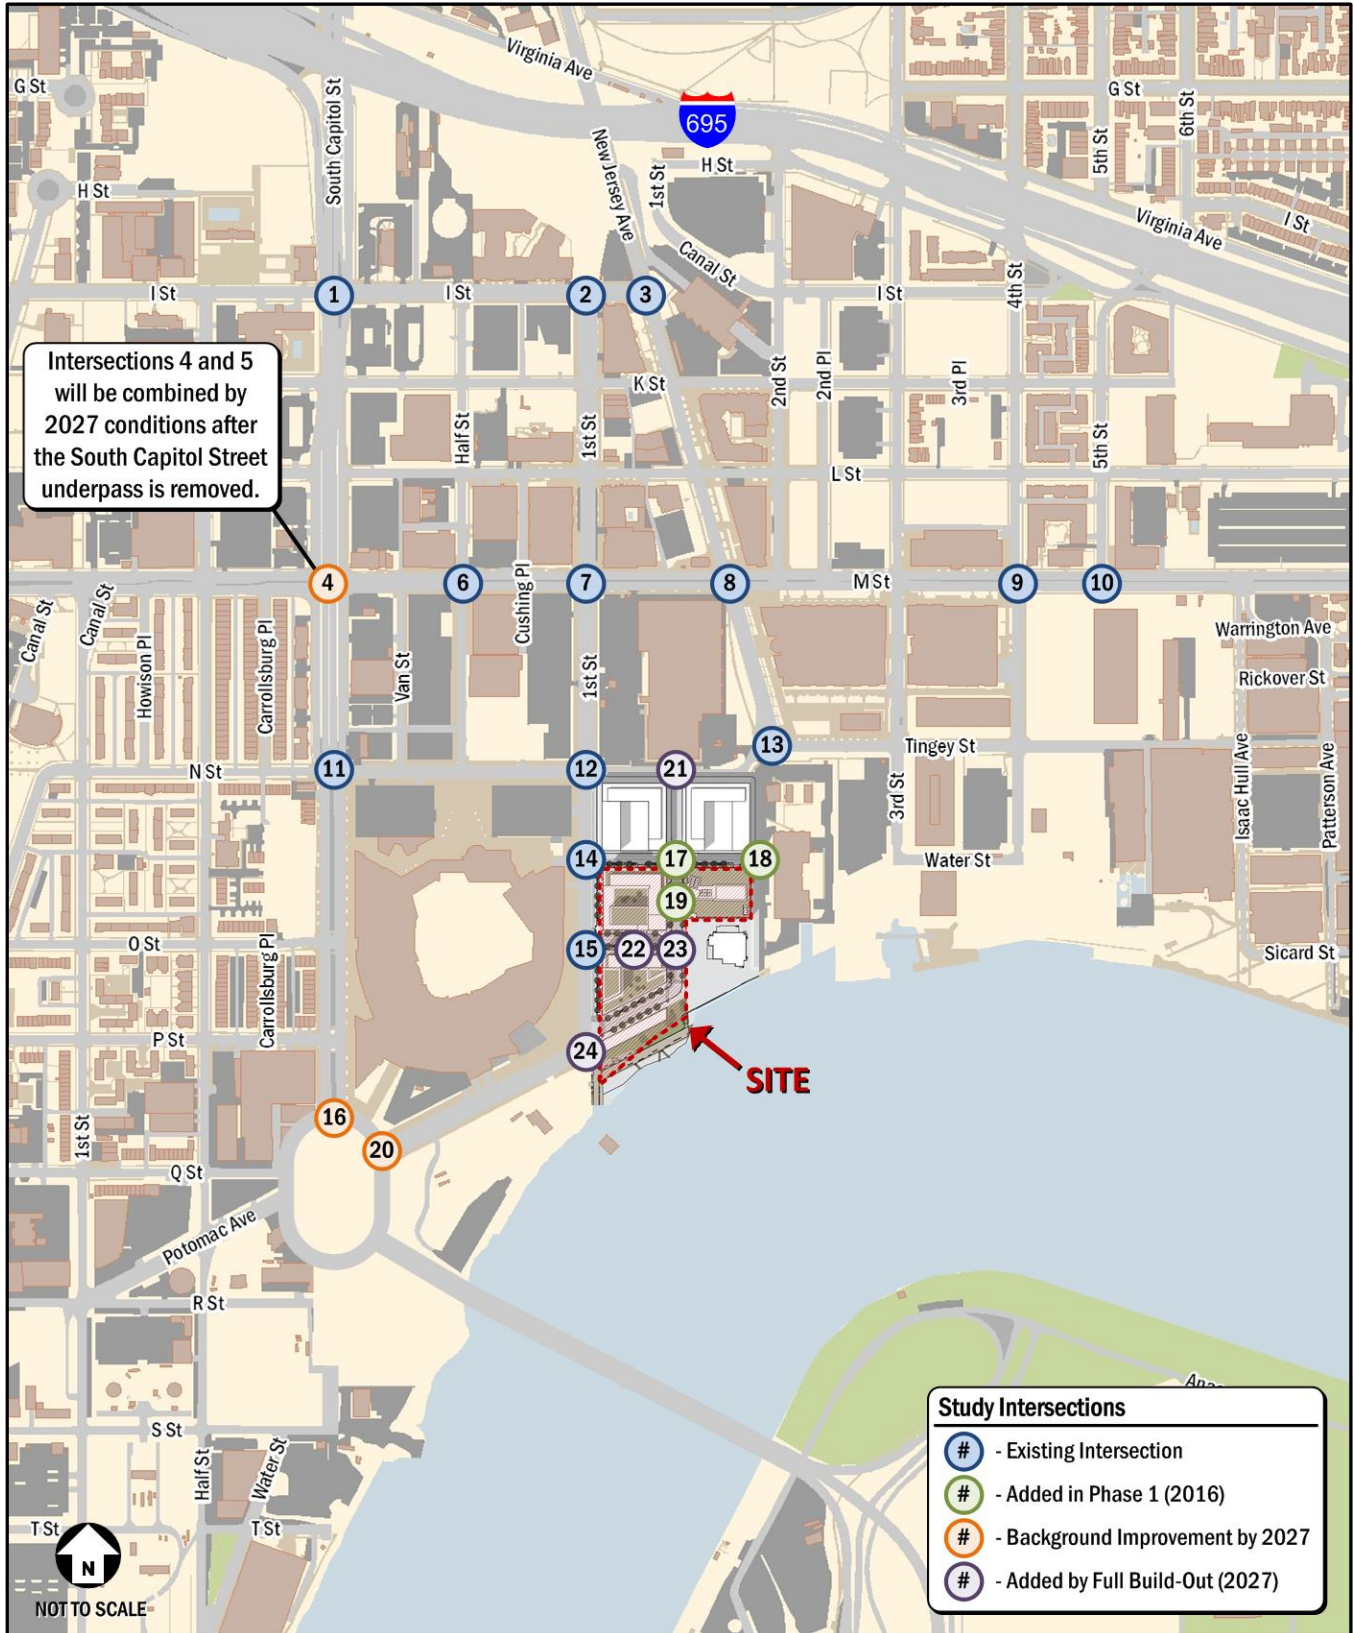 Virginia Ave
G St
South Capitol St
695
G St
6th St
5th St
New Jersey Ave
1st St
H St
H St
Virginia Ave
I St
Canal St
I St
1
I St
2
3
I St
4th St
Intersections 4 and 5
will be combined by
2027 conditions after
the South Capitol Street
underpass is removed.
K St
2nd St
2nd Pl
3rd Pl
Half St
1st St
5th St
L St
4
6
7
8
M St
9
10
Canal St
Canal St
Howison Pl
Carrollsburg Pl
Van St
Cushing Pl
1st St
Warrington Ave
Rickover St
13
Tingey St
N St
11
12
21
3rd St
Isaac Hull Ave
Patterson Ave
14
17
18
Water St
19
O St
Carrollsburg Pl
15
22
23
Sicard St
P St
24
SITE
1st St
16
20
Q St
Potomac Ave
R St
Study Intersections
# - Existing Intersection
# - Added in Phase 1 (2016)
# - Background Improvement by 2027
# - Added by Full Build-Out (2027)
S St
Half St
Water St
T St
T St
N
NOT TO SCALE